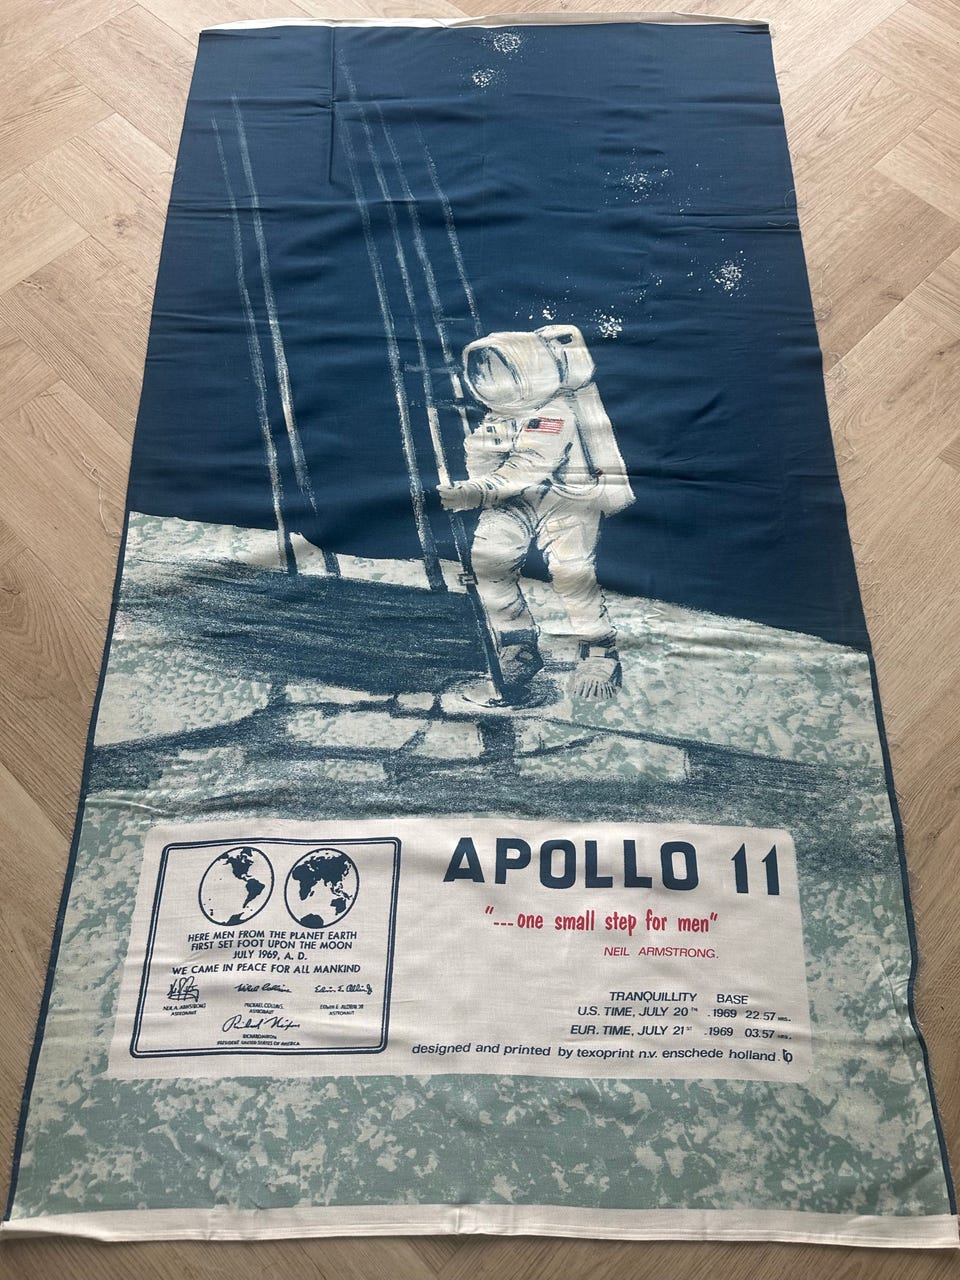 HERE MEN FROM THE PLANET EARTH
FIRST SET FOOT UPON THE MOON
JULY 1969, A. D.
WE CAME IN PEACE FOR ALL MANKIND
NEIL A. ARMSTRONG
ASTRONAUT
MICHAEL COLLINS
ASTRONAUT
EDWIN E. ALDRIN JR
ASTRONAUT
RICHARD NIXON
PRESIDENT UNITED STATES OF AMERICA
APOLLO 11
"---one small step for men"
NEIL ARMSTRONG.
TRANQUILLITY BASE
U.S. TIME, JULY 20TH .1969 22.57 HRS.
EUR. TIME, JULY 21ST .1969 03.57 HRS.
designed and printed by texoprint n.v. enschede holland.